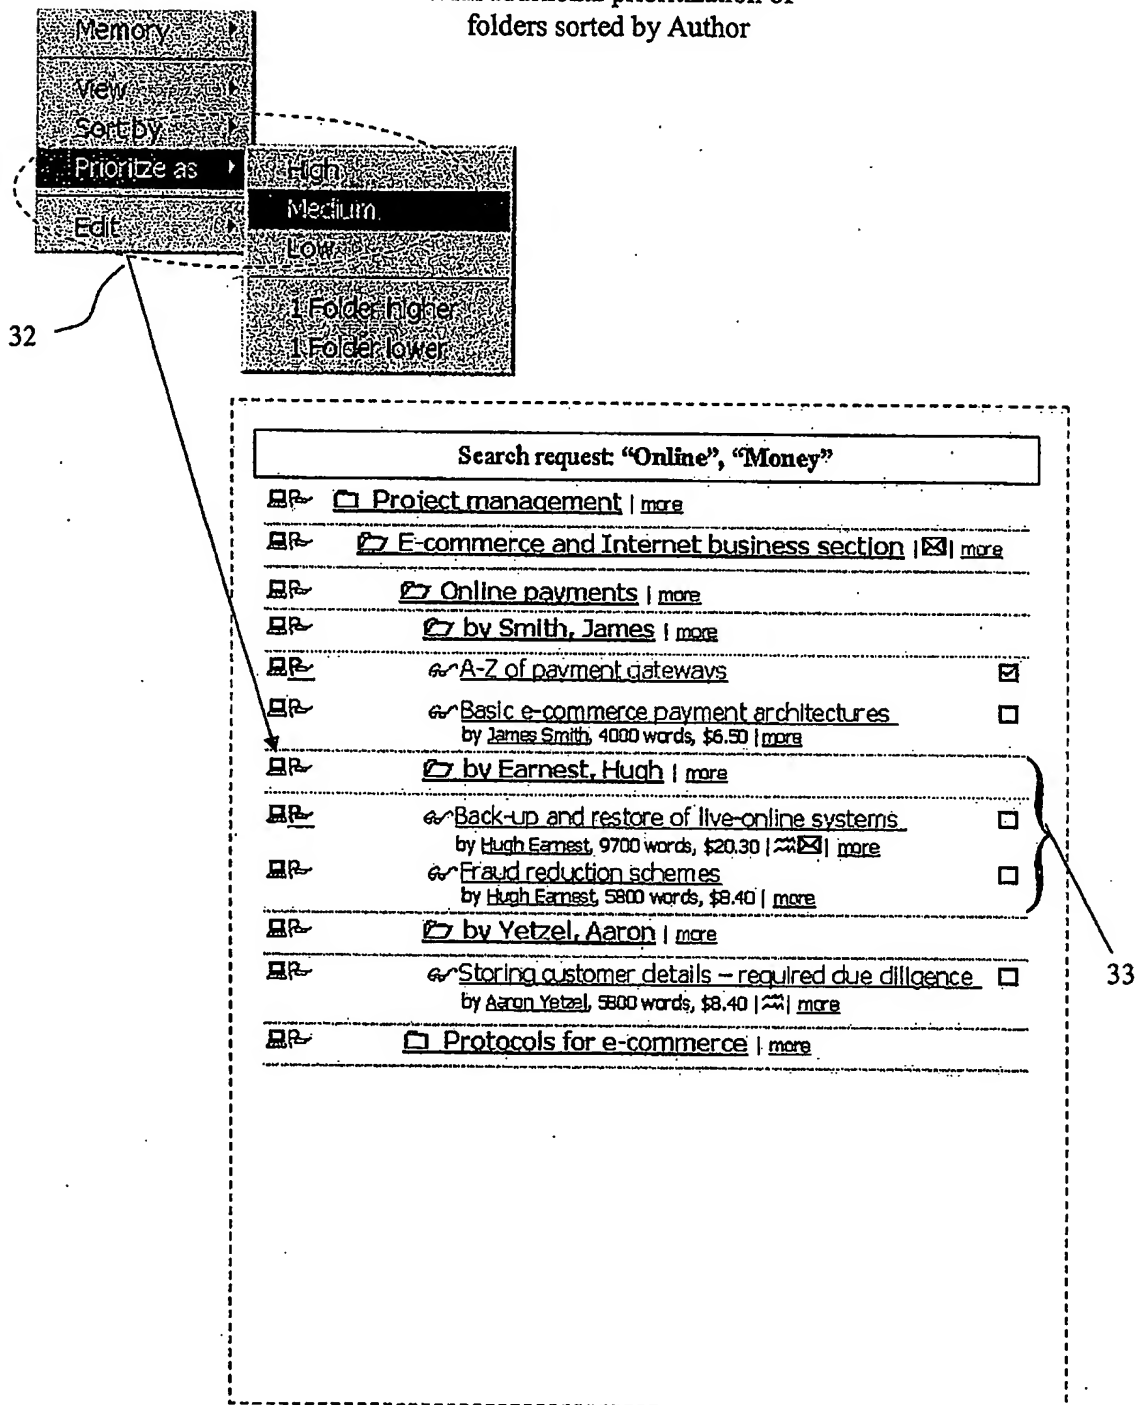 folders sorted by Author
Memory
View
Sort by
Prioritze as
Edit
High
Medium
Low
1 Folder higher
1 Folder lower
32
Search request: “Online”, “Money”
Project management | more
E-commerce and Internet business section | | more
Online payments | more
by Smith, James | more
A-Z of payment gateways
Basic e-commerce payment architectures
by James Smith, 4000 words, $6.50 | more
by Earnest, Hugh | more
Back-up and restore of live-online systems
by Hugh Earnest, 9700 words, $20.30 | | more
Fraud reduction schemes
by Hugh Earnest, 5800 words, $8.40 | more
by Yetzel, Aaron | more
Storing customer details – required due diligence
by Aaron Yetzel, 5800 words, $8.40 | | more
33
Protocols for e-commerce | more